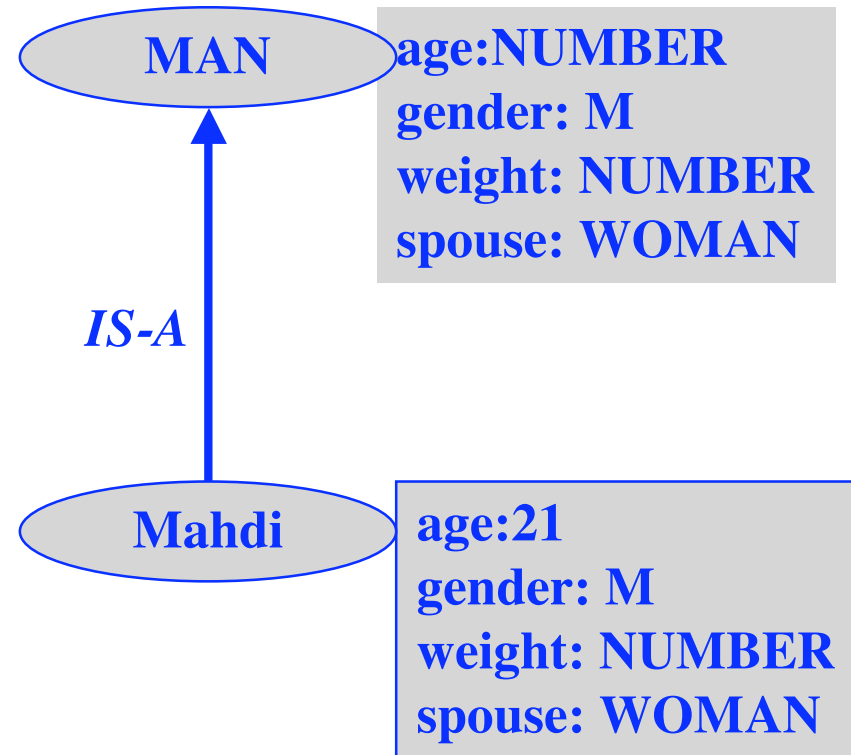 MAN
age:NUMBER
gender: M
weight: NUMBER
spouse: WOMAN
IS-A
Mahdi
age:21
gender: M
weight: NUMBER
spouse: WOMAN